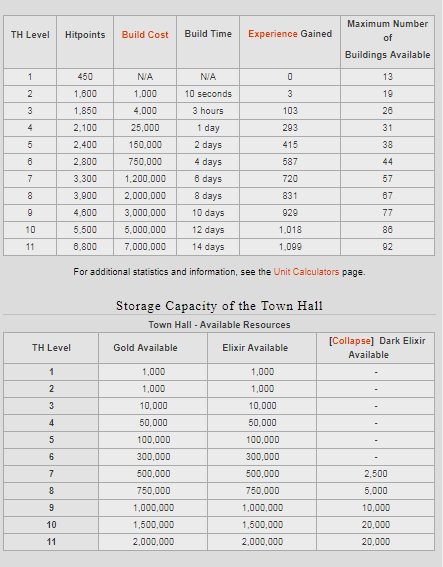 TH Level Hitpoints Build Cost Build Time Experience Gained Maximum Number
of
Buildings Available
1 450 N/A N/A 0 13
2 1,600 1,000 10 seconds 3 19
3 1,850 4,000 3 hours 103 26
4 2,100 25,000 1 day 293 31
5 2,400 150,000 2 days 415 38
6 2,800 750,000 4 days 587 44
7 3,300 1,200,000 6 days 720 57
8 3,900 2,000,000 8 days 831 67
9 4,600 3,000,000 10 days 929 77
10 5,500 5,000,000 12 days 1,018 86
11 6,800 7,000,000 14 days 1,099 92
For additional statistics and information, see the Unit Calculators page.
Storage Capacity of the Town Hall
Town Hall - Available Resources
TH Level Gold Available Elixir Available [Collapse] Dark Elixir
Available
1 1,000 1,000 -
2 1,000 1,000 -
3 10,000 10,000 -
4 50,000 50,000 -
5 100,000 100,000 -
6 300,000 300,000 -
7 500,000 500,000 2,500
8 750,000 750,000 5,000
9 1,000,000 1,000,000 10,000
10 1,500,000 1,500,000 20,000
11 2,000,000 2,000,000 20,000